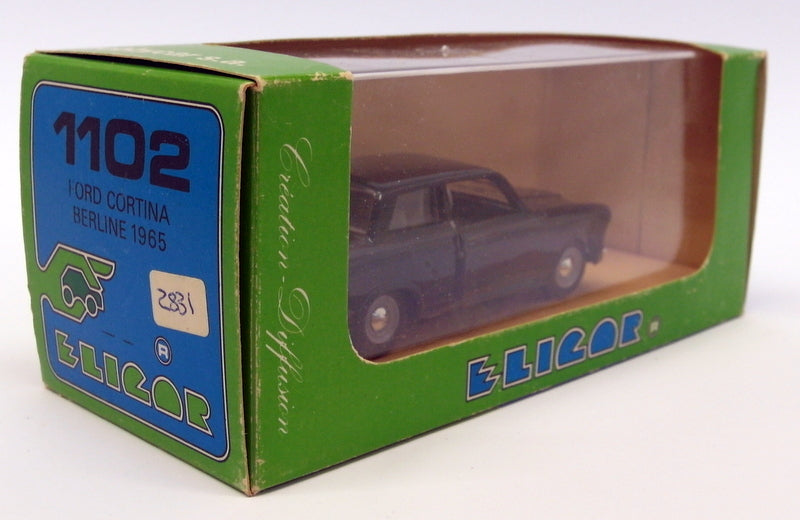 1102
FORD CORTINA
BERLINE 1965
2831
ELIGOR
R
Création-Diffusion
ELIGOR R